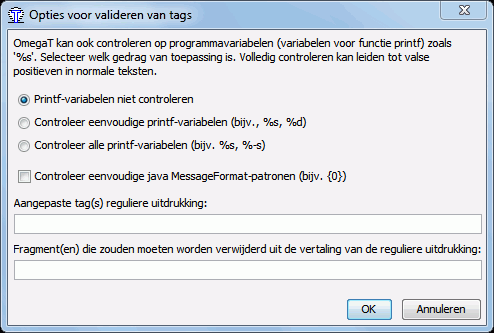 Opties voor valideren van tags
OmegaT kan ook controleren op programmavariabelen (variabelen voor functie printf) zoals
'%s'. Selecteer welk gedrag van toepassing is. Volledig controleren kan leiden tot valse
positieven in normale teksten.
Printf-variabelen niet controleren
Controleer eenvoudige printf-variabelen (bijv., %s, %d)
Controleer alle printf-variabelen (bijv. %s, %-s)
Controleer eenvoudige java MessageFormat-patronen (bijv. {0})
Aangepaste tag(s) reguliere uitdrukking:
Fragment(en) die zouden moeten worden verwijderd uit de vertaling van de reguliere uitdrukking:
OK
Annuleren